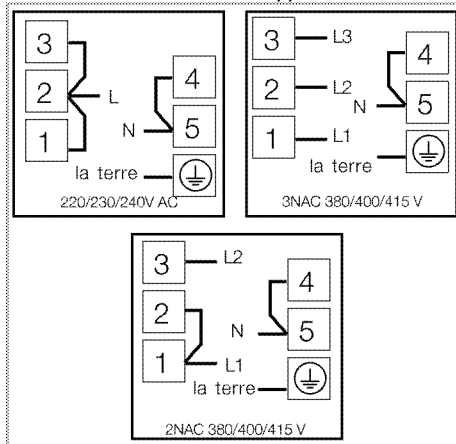 3
2
1
L
4
5
N
la terre
220/230/240V AC
3 L3
2 L2
1 L1
4
N
5
la terre
3NAC 380/400/415 V
3 L2
2
1 L1
4
N
5
la terre
2NAC 380/400/415 V